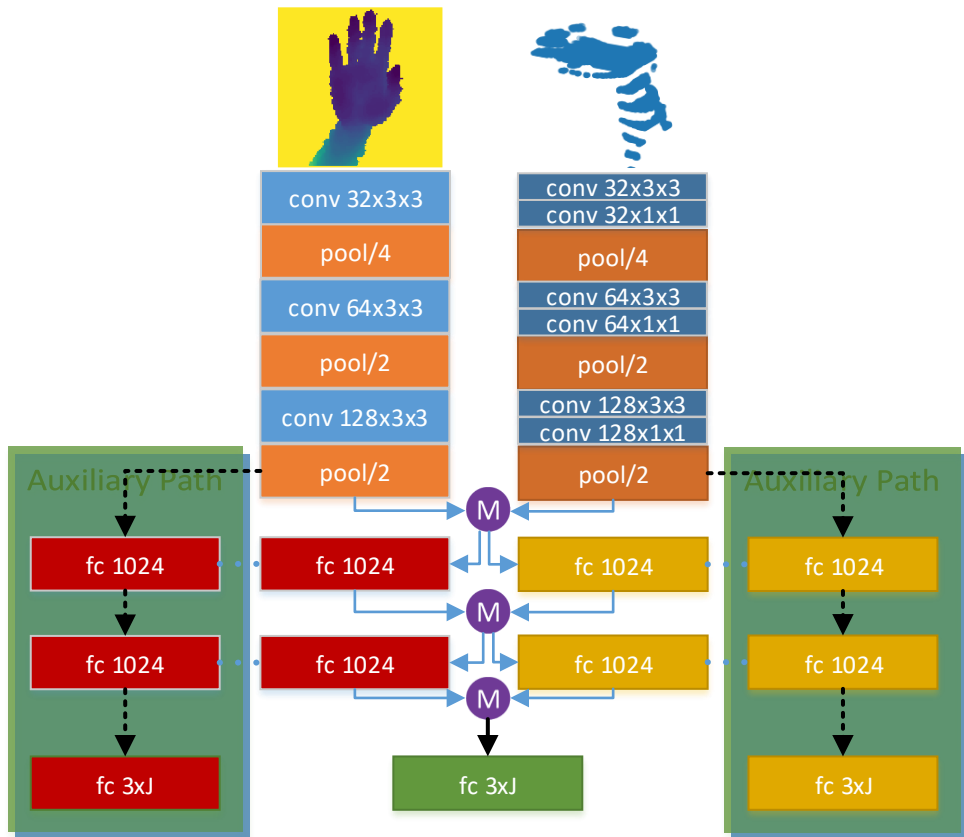 conv 32x3x3
pool/4
conv 64x3x3
pool/2
conv 128x3x3
pool/2
conv 32x3x3
conv 32x1x1
pool/4
conv 64x3x3
conv 64x1x1
pool/2
conv 128x3x3
conv 128x1x1
pool/2
Auxiliary Path
Auxiliary Path
M
fc 1024
fc 1024
fc 1024
fc 1024
M
fc 1024
fc 1024
fc 1024
fc 1024
M
fc 3xJ
fc 3xJ
fc 3xJ